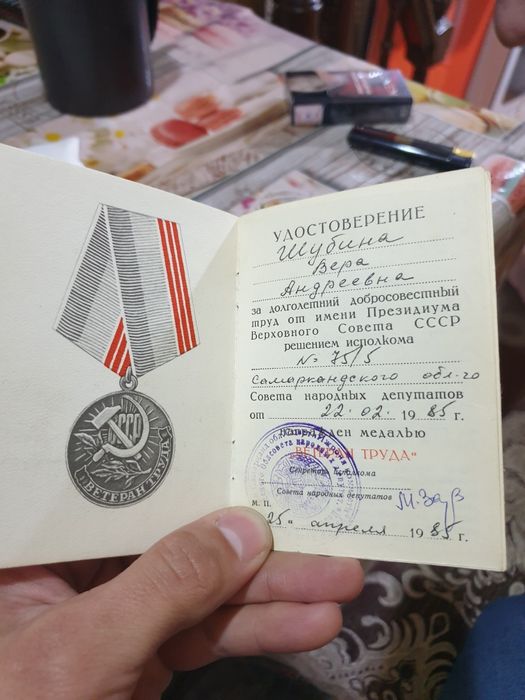 СССР
ВЕТЕРАН ТРУДА
УДОСТОВЕРЕНИЕ
Шубина
Вера
Андреевна
за долголетний добросовестный
труд от имени Президиума
Верховного Совета СССР
решением исполкома
№ 75/5
Самаркандского обл-го
Совета народных депутатов
от 22.02. 1985 г.
награжден медалью
„ВЕТЕРАН ТРУДА“
Секретарь исполкома
Совета народных депутатов
М. П.
„25“ апреля 1985 г.